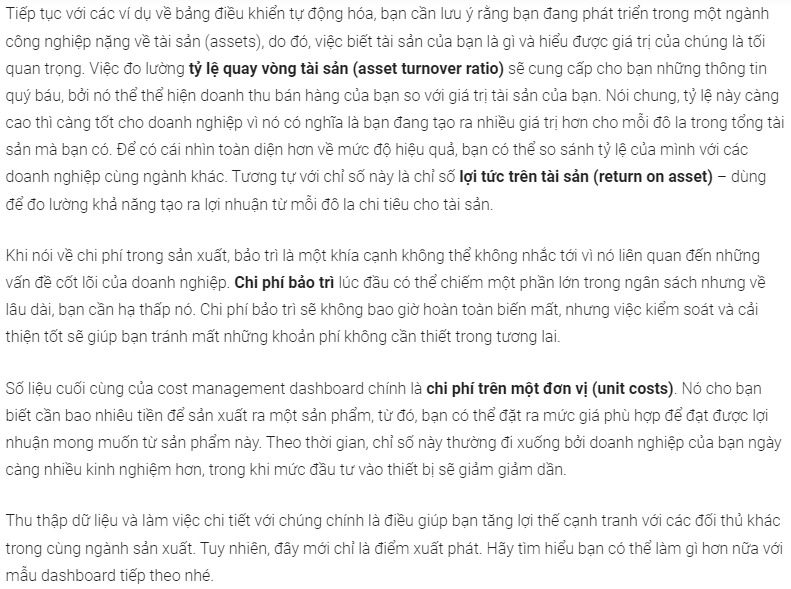 Tiếp tục với các ví dụ về bảng điều khiển tự động hóa, bạn cần lưu ý rằng bạn đang phát triển trong một ngành
công nghiệp nặng về tài sản (assets), do đó, việc biết tài sản của bạn là gì và hiểu được giá trị của chúng là tối
quan trọng. Việc đo lường tỷ lệ quay vòng tài sản (asset turnover ratio) sẽ cung cấp cho bạn những thông tin
quý báu, bởi nó thể thể hiện doanh thu bán hàng của bạn so với giá trị tài sản của bạn. Nói chung, tỷ lệ này càng
cao thì càng tốt cho doanh nghiệp vì nó có nghĩa là bạn đang tạo ra nhiều giá trị hơn cho mỗi đô la trong tổng tài
sản mà bạn có. Để có cái nhìn toàn diện hơn về mức độ hiệu quả, bạn có thể so sánh tỷ lệ của mình với các
doanh nghiệp cùng ngành khác. Tương tự với chỉ số này là chỉ số lợi tức trên tài sản (return on asset) – dùng
để đo lường khả năng tạo ra lợi nhuận từ mỗi đô la chi tiêu cho tài sản.
Khi nói về chi phí trong sản xuất, bảo trì là một khía cạnh không thể không nhắc tới vì nó liên quan đến những
vấn đề cốt lõi của doanh nghiệp. Chi phí bảo trì lúc đầu có thể chiếm một phần lớn trong ngân sách nhưng về
lâu dài, bạn cần hạ thấp nó. Chi phí bảo trì sẽ không bao giờ hoàn toàn biến mất, nhưng việc kiểm soát và cải
thiện tốt sẽ giúp bạn tránh mất những khoản phí không cần thiết trong tương lai.
Số liệu cuối cùng của cost management dashboard chính là chi phí trên một đơn vị (unit costs). Nó cho bạn
biết cần bao nhiêu tiền để sản xuất ra một sản phẩm, từ đó, bạn có thể đặt ra mức giá phù hợp để đạt được lợi
nhuận mong muốn từ sản phẩm này. Theo thời gian, chỉ số này thường đi xuống bởi doanh nghiệp của bạn ngày
càng nhiều kinh nghiệm hơn, trong khi mức đầu tư vào thiết bị sẽ giảm giảm dần.
Thu thập dữ liệu và làm việc chi tiết với chúng chính là điều giúp bạn tăng lợi thế cạnh tranh với các đối thủ khác
trong cùng ngành sản xuất. Tuy nhiên, đây mới chỉ là điểm xuất phát. Hãy tìm hiểu bạn có thể làm gì hơn nữa với
mẫu dashboard tiếp theo nhé.